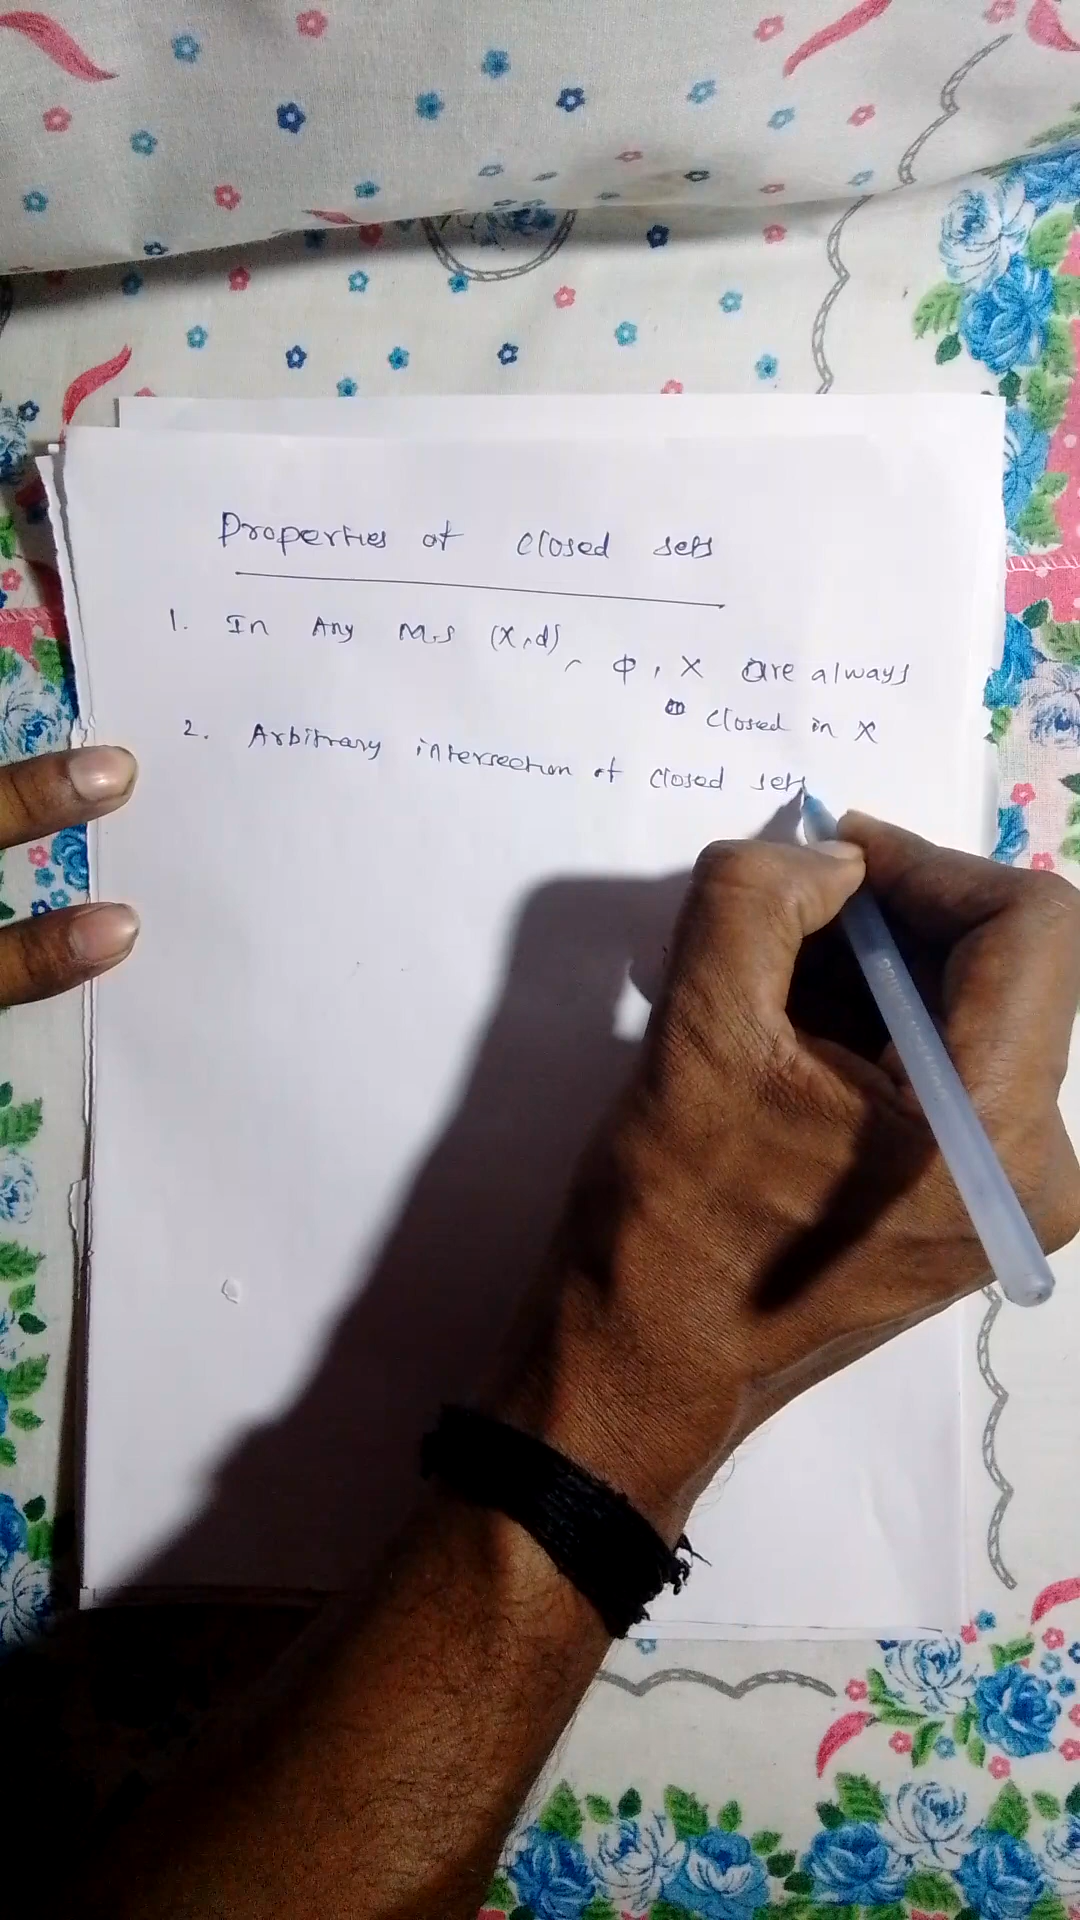 Properties of closed sets
1. In Any M.S (X,d), φ, X are always
closed in X
2. Arbitrary intersection of closed sets